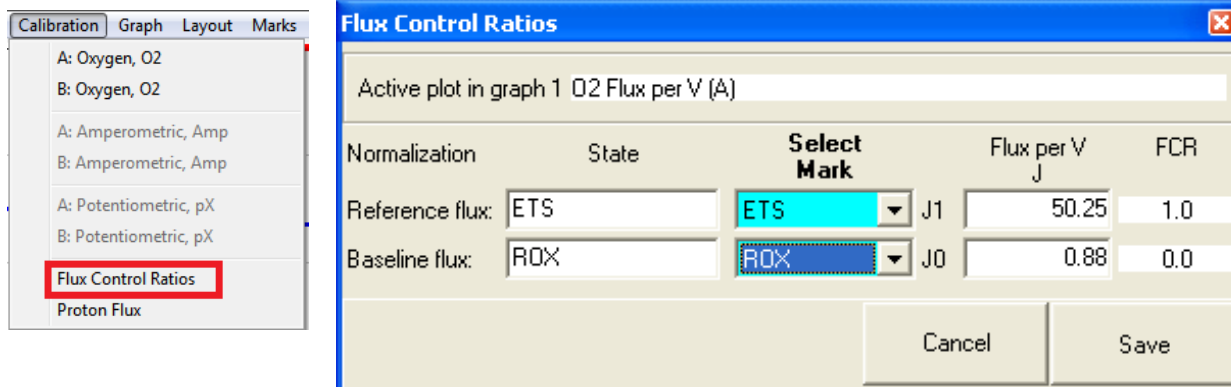 Calibration Graph Layout Marks
A: Oxygen, O2
B: Oxygen, O2
A: Amperometric, Amp
B: Amperometric, Amp
A: Potentiometric, pX
B: Potentiometric, pX
Flux Control Ratios
Proton Flux
Flux Control Ratios
Active plot in graph 1 O2 Flux per V (A)
Normalization State Select Mark Flux per V J FCR
Reference flux: ETS ETS J1 50.25 1.0
Baseline flux: ROX ROX J0 0.88 0.0
Cancel Save